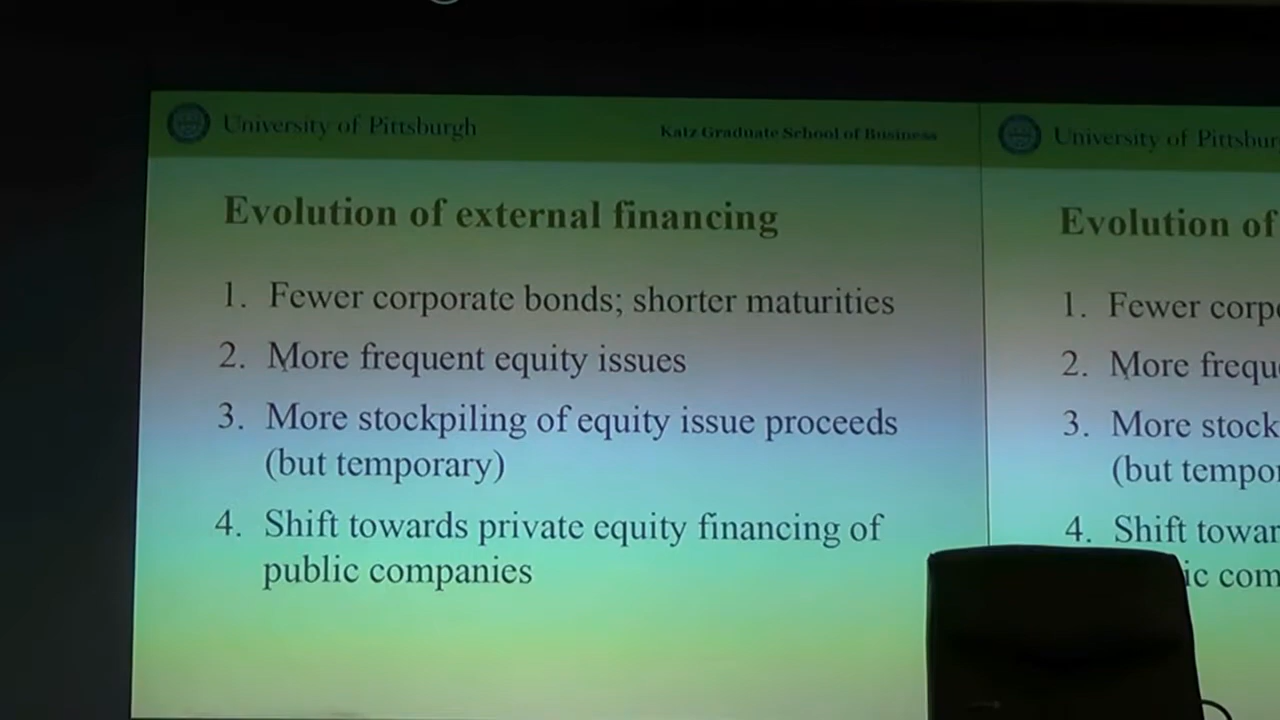 University of Pittsburgh
Katz Graduate School of Business
Evolution of external financing
1. Fewer corporate bonds; shorter maturities
2. More frequent equity issues
3. More stockpiling of equity issue proceeds
(but temporary)
4. Shift towards private equity financing of
public companies
University of Pittsbur
Evolution of
1. Fewer corp
2. More frequ
3. More stock
(but tempor
4. Shift towar
ic com